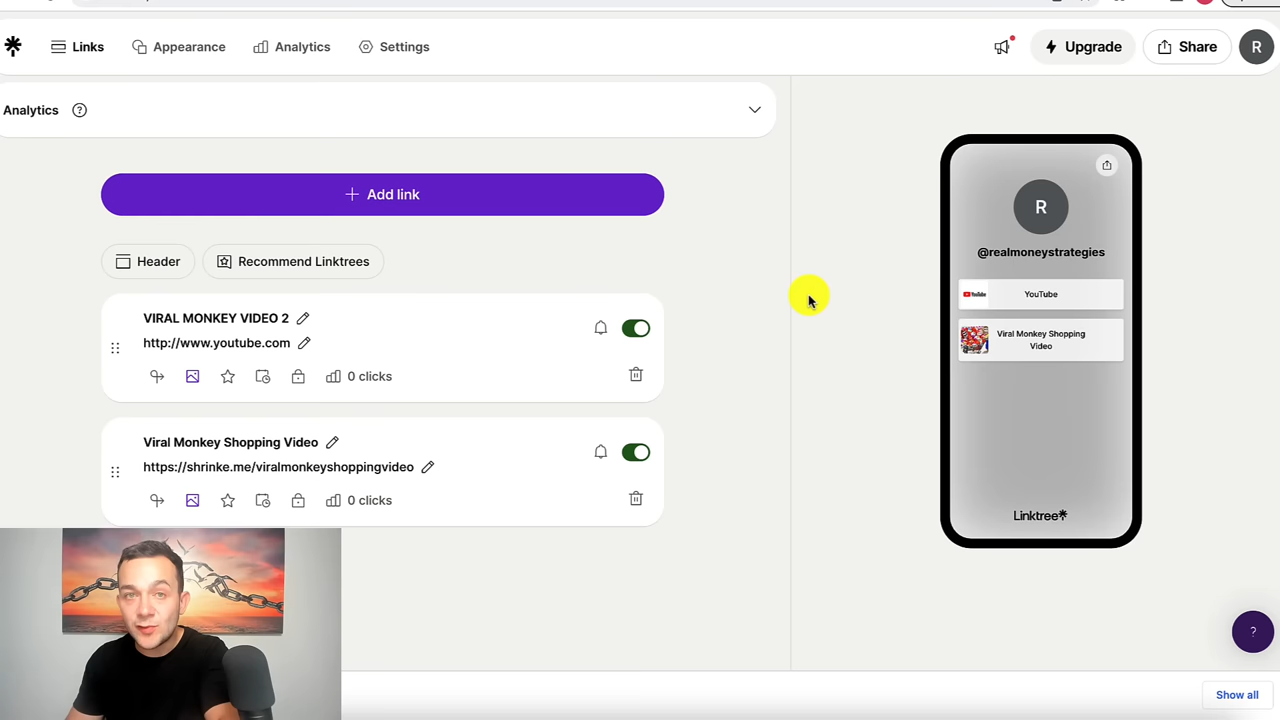 Links
Appearance
Analytics
Settings
Upgrade
Share
R
Analytics
?
Add link
Header
Recommend Linktrees
VIRAL MONKEY VIDEO 2
http://www.youtube.com
0 clicks
Viral Monkey Shopping Video
https://shrinke.me/viralmonkeyshoppingvideo
0 clicks
R
@realmoneystrategies
YouTube
YouTube
Viral Monkey Shopping
Video
Linktree
?
Show all